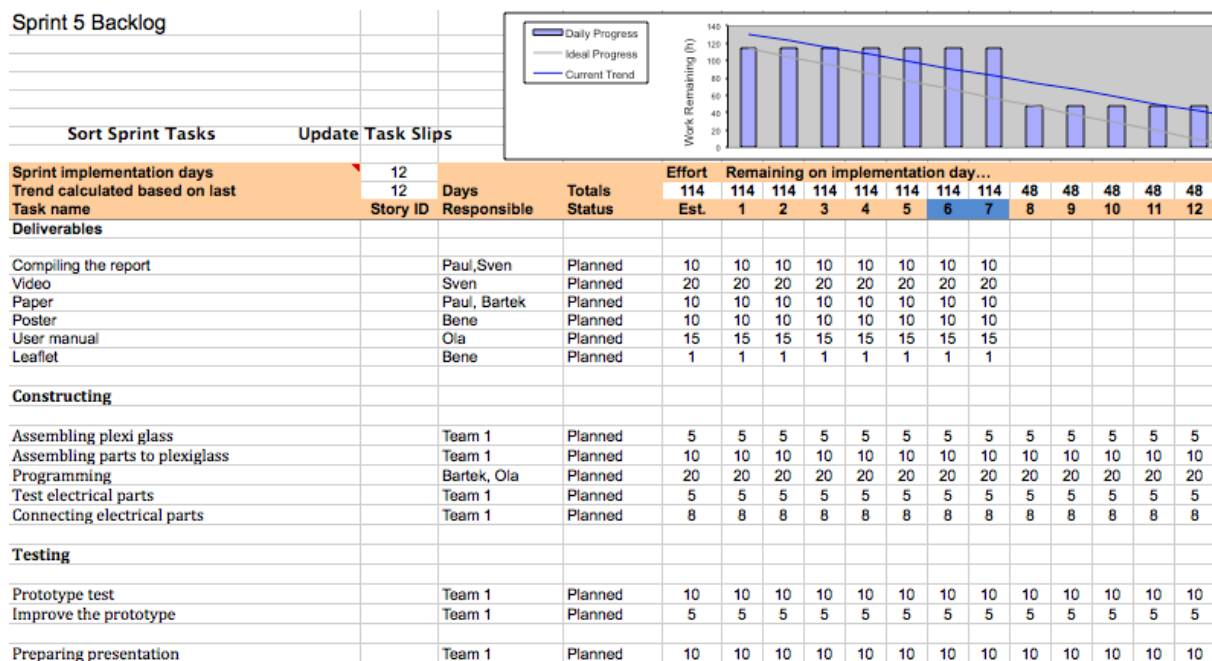 Sprint 5 Backlog
Daily Progress
Ideal Progress
Current Trend
Work Remaining (h)
140
120
100
80
60
40
20
0
Sort Sprint Tasks Update Task Slips
Sprint implementation days 12 Effort Remaining on implementation day...
Trend calculated based on last 12 Days Totals 114 114 114 114 114 114 114 114 48 48 48 48 48
Task name Story ID Responsible Status Est. 1 2 3 4 5 6 7 8 9 10 11 12
Deliverables
Compiling the report Paul,Sven Planned 10 10 10 10 10 10 10 10
Video Sven Planned 20 20 20 20 20 20 20 20
Paper Paul, Bartek Planned 10 10 10 10 10 10 10 10
Poster Bene Planned 10 10 10 10 10 10 10 10
User manual Ola Planned 15 15 15 15 15 15 15 15
Leaflet Bene Planned 1 1 1 1 1 1 1 1
Constructing
Assembling plexi glass Team 1 Planned 5 5 5 5 5 5 5 5 5 5 5 5 5
Assembling parts to plexiglass Team 1 Planned 10 10 10 10 10 10 10 10 10 10 10 10 10
Programming Bartek, Ola Planned 20 20 20 20 20 20 20 20 20 20 20 20 20
Test electrical parts Team 1 Planned 5 5 5 5 5 5 5 5 5 5 5 5 5
Connecting electrical parts Team 1 Planned 8 8 8 8 8 8 8 8 8 8 8 8 8
Testing
Prototype test Team 1 Planned 10 10 10 10 10 10 10 10 10 10 10 10 10
Improve the prototype Team 1 Planned 5 5 5 5 5 5 5 5 5 5 5 5 5
Preparing presentation Team 1 Planned 10 10 10 10 10 10 10 10 10 10 10 10 10